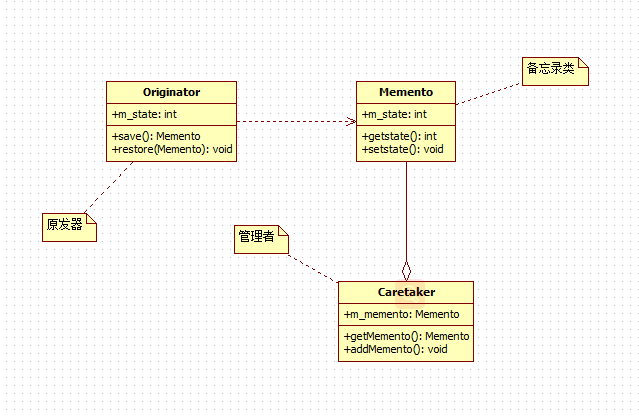 备忘录类
Originator
+m_state: int
+save(): Memento
+restore(Memento): void
Memento
+m_state: int
+getstate(): int
+setstate(): void
原发器
管理者
Caretaker
+m_memento: Memento
+getMemento(): Memento
+addMemento(): void